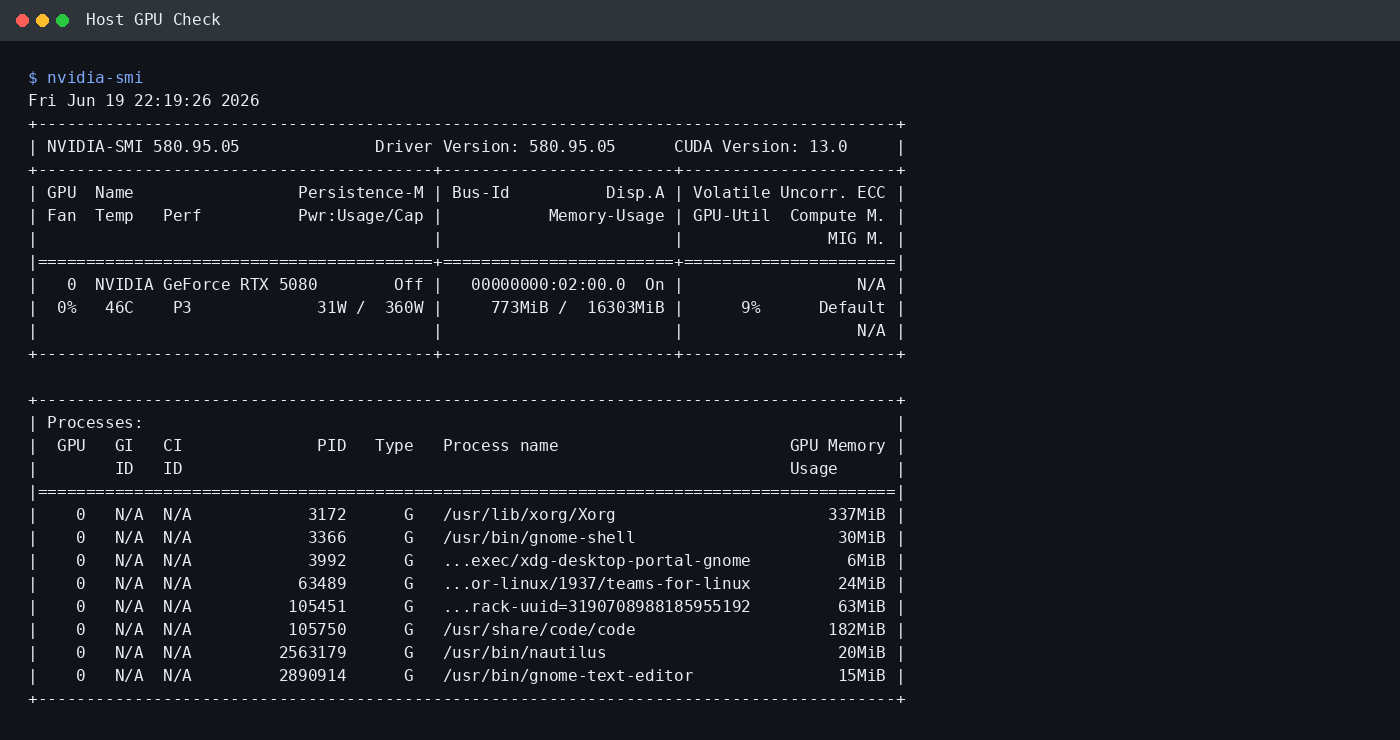 Host GPU Check
$ nvidia-smi
Fri Jun 19 22:19:26 2026
+-----------------------------------------------------------------------------------------+
| NVIDIA-SMI 580.95.05              Driver Version: 580.95.05      CUDA Version: 13.0     |
+-----------------------------------------+------------------------+----------------------+
| GPU  Name                 Persistence-M | Bus-Id          Disp.A | Volatile Uncorr. ECC |
| Fan  Temp   Perf          Pwr:Usage/Cap |           Memory-Usage | GPU-Util  Compute M. |
|                                         |                        |               MIG M. |
|=========================================+========================+======================|
|   0  NVIDIA GeForce RTX 5080        Off |   00000000:02:00.0  On |                  N/A |
|  0%   46C    P3             31W /  360W |     773MiB /  16303MiB |      9%      Default |
|                                         |                        |                  N/A |
+-----------------------------------------+------------------------+----------------------+

+-----------------------------------------------------------------------------------------+
| Processes:                                                                              |
|  GPU   GI   CI              PID   Type   Process name                        GPU Memory |
|        ID   ID                                                               Usage      |
|=========================================================================================|
|    0   N/A  N/A            3172      G   /usr/lib/xorg/Xorg                      337MiB |
|    0   N/A  N/A            3366      G   /usr/bin/gnome-shell                     30MiB |
|    0   N/A  N/A            3992      G   ...exec/xdg-desktop-portal-gnome          6MiB |
|    0   N/A  N/A           63489      G   ...or-linux/1937/teams-for-linux         24MiB |
|    0   N/A  N/A          105451      G   ...rack-uuid=3190708988185955192         63MiB |
|    0   N/A  N/A          105750      G   /usr/share/code/code                    182MiB |
|    0   N/A  N/A         2563179      G   /usr/bin/nautilus                        20MiB |
|    0   N/A  N/A         2890914      G   /usr/bin/gnome-text-editor               15MiB |
+-----------------------------------------------------------------------------------------+